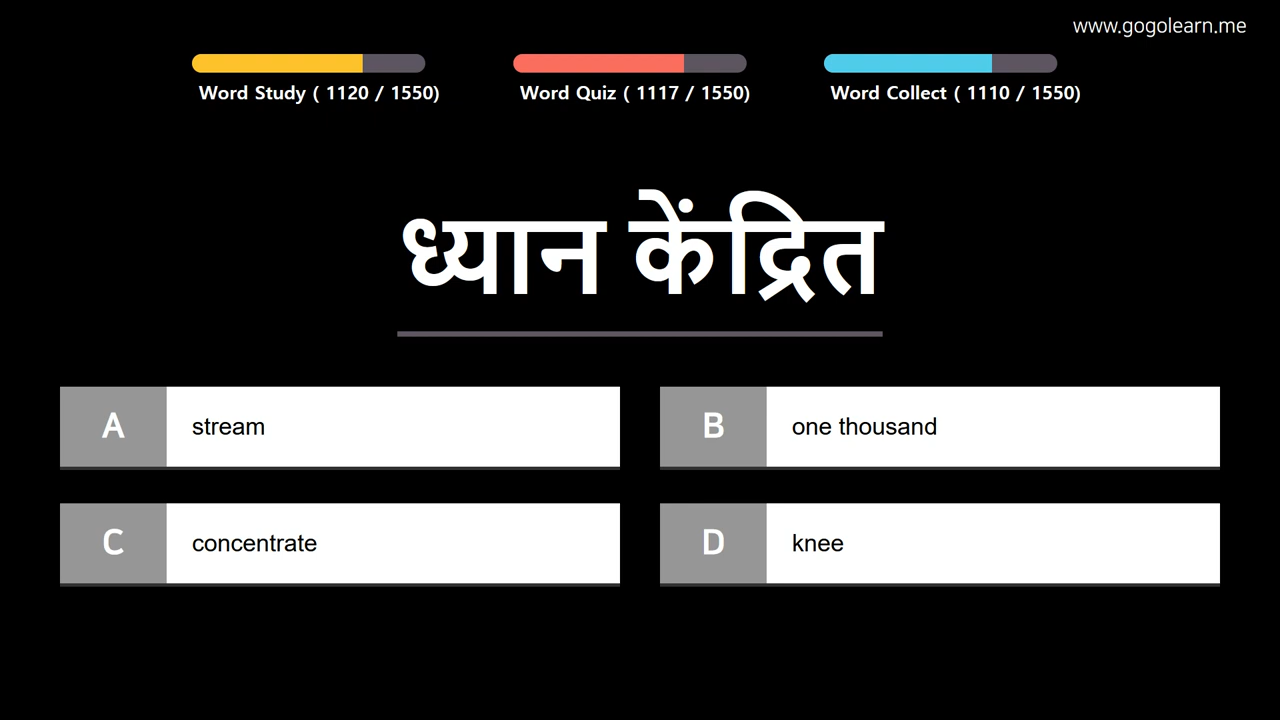 www.gogolearn.me
Word Study ( 1120 / 1550)
Word Quiz ( 1117 / 1550)
Word Collect ( 1110 / 1550)
ध्यान केंद्रित
A stream
B one thousand
C concentrate
D knee